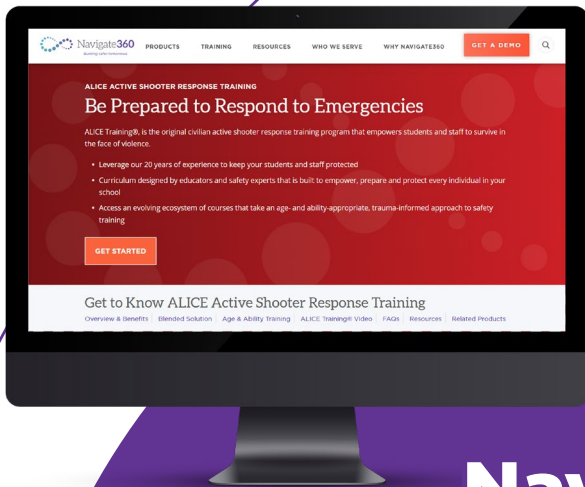 Navigate360
PRODUCTS TRAINING RESOURCES WHO WE SERVE WHY NAVIGATE360 GET A DEMO
ALICE ACTIVE SHOOTER RESPONSE TRAINING
Be Prepared to Respond to Emergencies
ALICE Training®, is the original civilian active shooter response training program that empowers students and staff to survive in
the face of violence.
• Leverage our 20 years of experience to keep your students and staff protected
• Curriculum designed by educators and safety experts that is built to empower, prepare and protect every individual in your
school
• Access an evolving ecosystem of courses that take an age- and ability-appropriate, trauma-informed approach to safety
training
GET STARTED
Get to Know ALICE Active Shooter Response Training
Overview & Benefits | Blended Solution | Age & Ability Training | ALICE Training® Video | FAQs | Resources | Related Products